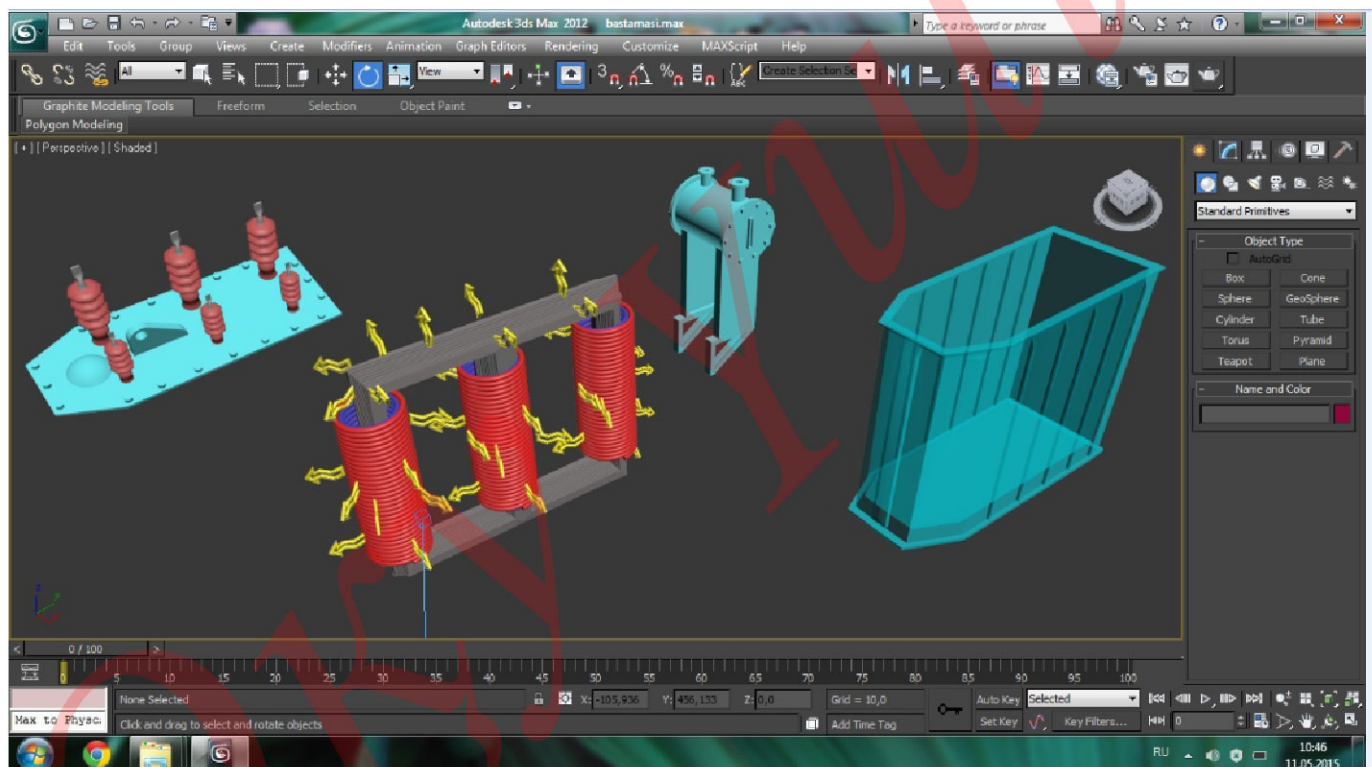 Autodesk 3ds Max 2012 bastamasi.max
Type a keyword or phrase
Edit Tools Group Views Create Modifiers Animation Graph Editors Rendering Customize MAXScript Help
All View Create Selection Se
Graphite Modeling Tools Freeform Selection Object Paint
Polygon Modeling
[ + ] [ Perspective ] [ Shaded ]
Standard Primitives
Object Type
AutoGrid
Box Cone
Sphere GeoSphere
Cylinder Tube
Torus Pyramid
Teapot Plane
Name and Color
0 / 100
0 5 10 15 20 25 30 35 40 45 50 55 60 65 70 75 80 85 90 95 100
None Selected X: -105,936 Y: 456,133 Z: 0,0 Grid = 10,0 Auto Key Selected
Max to Physc. Click and drag to select and rotate objects Add Time Tag Set Key Key Filters... 0
RU 10:46
11.05.2015